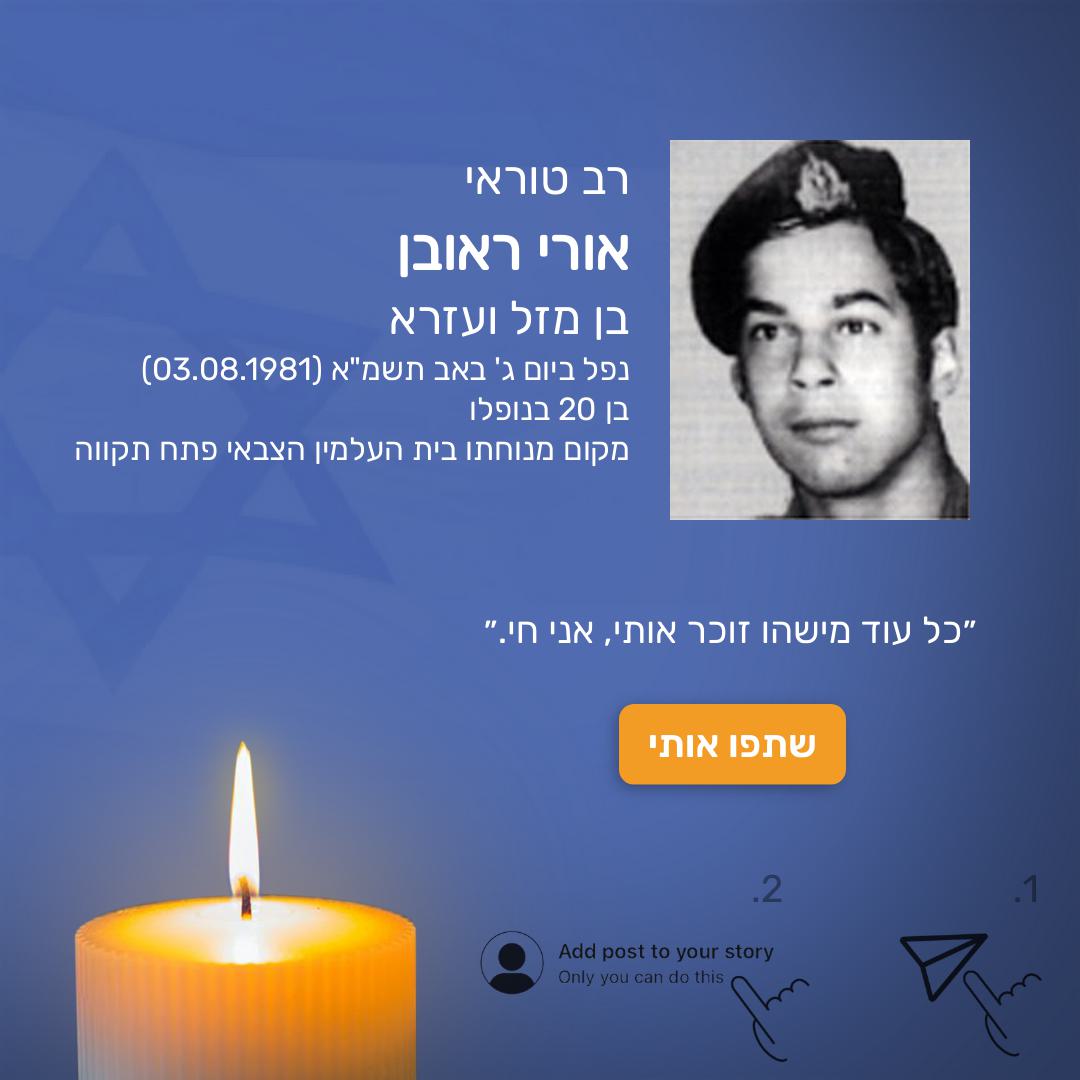 רב טוראי
אורי ראובן
בן מזל ועזרא
נפל ביום ג' באב תשמ"א (03.08.1981)
בן 20 בנופלו
מקום מנוחתו בית העלמין הצבאי פתח תקווה
״כל עוד מישהו זוכר אותי, אני חי.״
שתפו אותי
.1
.2
Add post to your story
Only you can do this